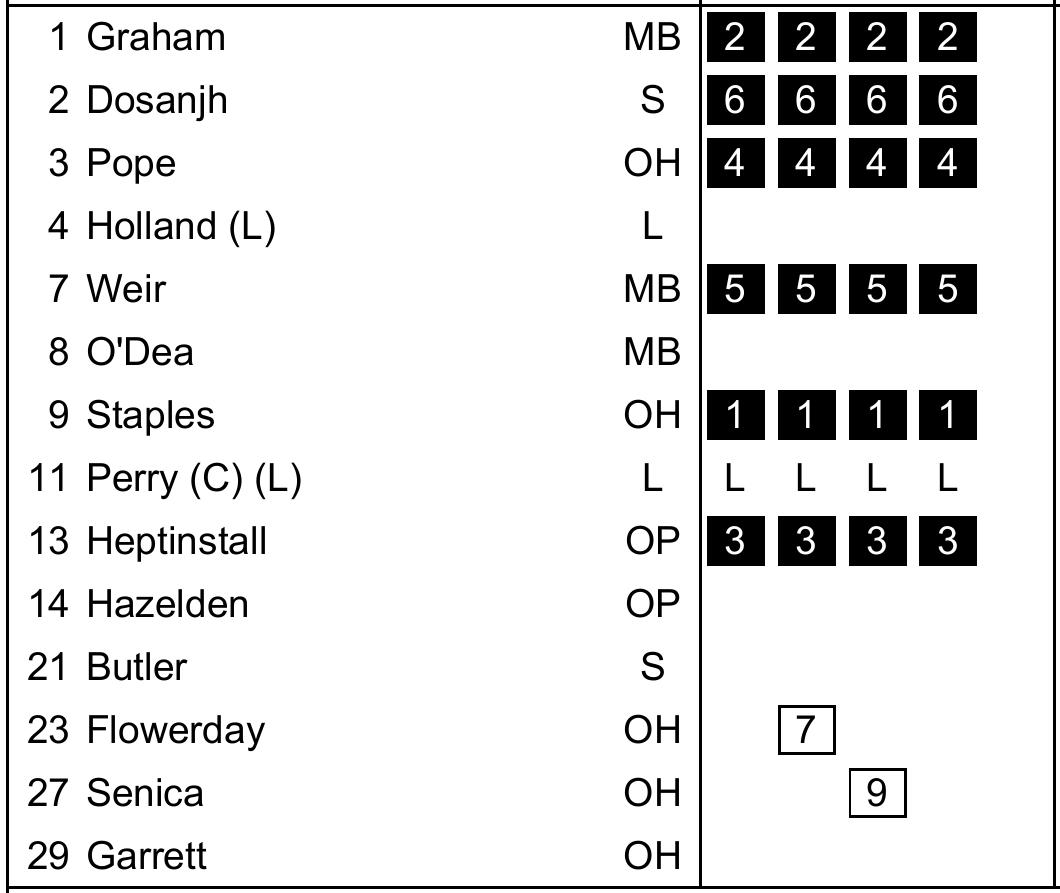 1 Graham MB 2 2 2 2
2 Dosanjh S 6 6 6 6
3 Pope OH 4 4 4 4
4 Holland (L) L
7 Weir MB 5 5 5 5
8 O'Dea MB
9 Staples OH 1 1 1 1
11 Perry (C) (L) L L L L L
13 Heptinstall OP 3 3 3 3
14 Hazelden OP
21 Butler S
23 Flowerday OH 7
27 Senica OH 9
29 Garrett OH